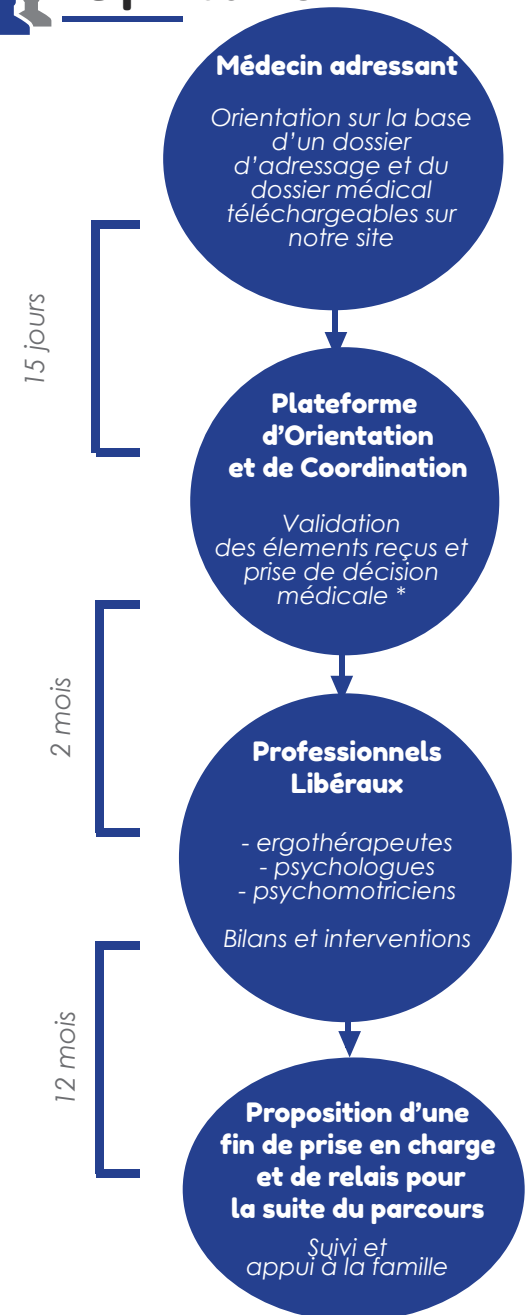 Médecin adressant
Orientation sur la base
d'un dossier
d'adressage et du
dossier médical
téléchargeables sur
notre site
15 jours
Plateforme
d'Orientation
et de Coordination
Validation
des élements reçus et
prise de décision
médicale *
2 mois
Professionnels
Libéraux
- ergothérapeutes
- psychologues
- psychomotriciens
Bilans et interventions
12 mois
Proposition d'une
fin de prise en charge
et de relais pour
la suite du parcours
Suivi et
appui à la famille